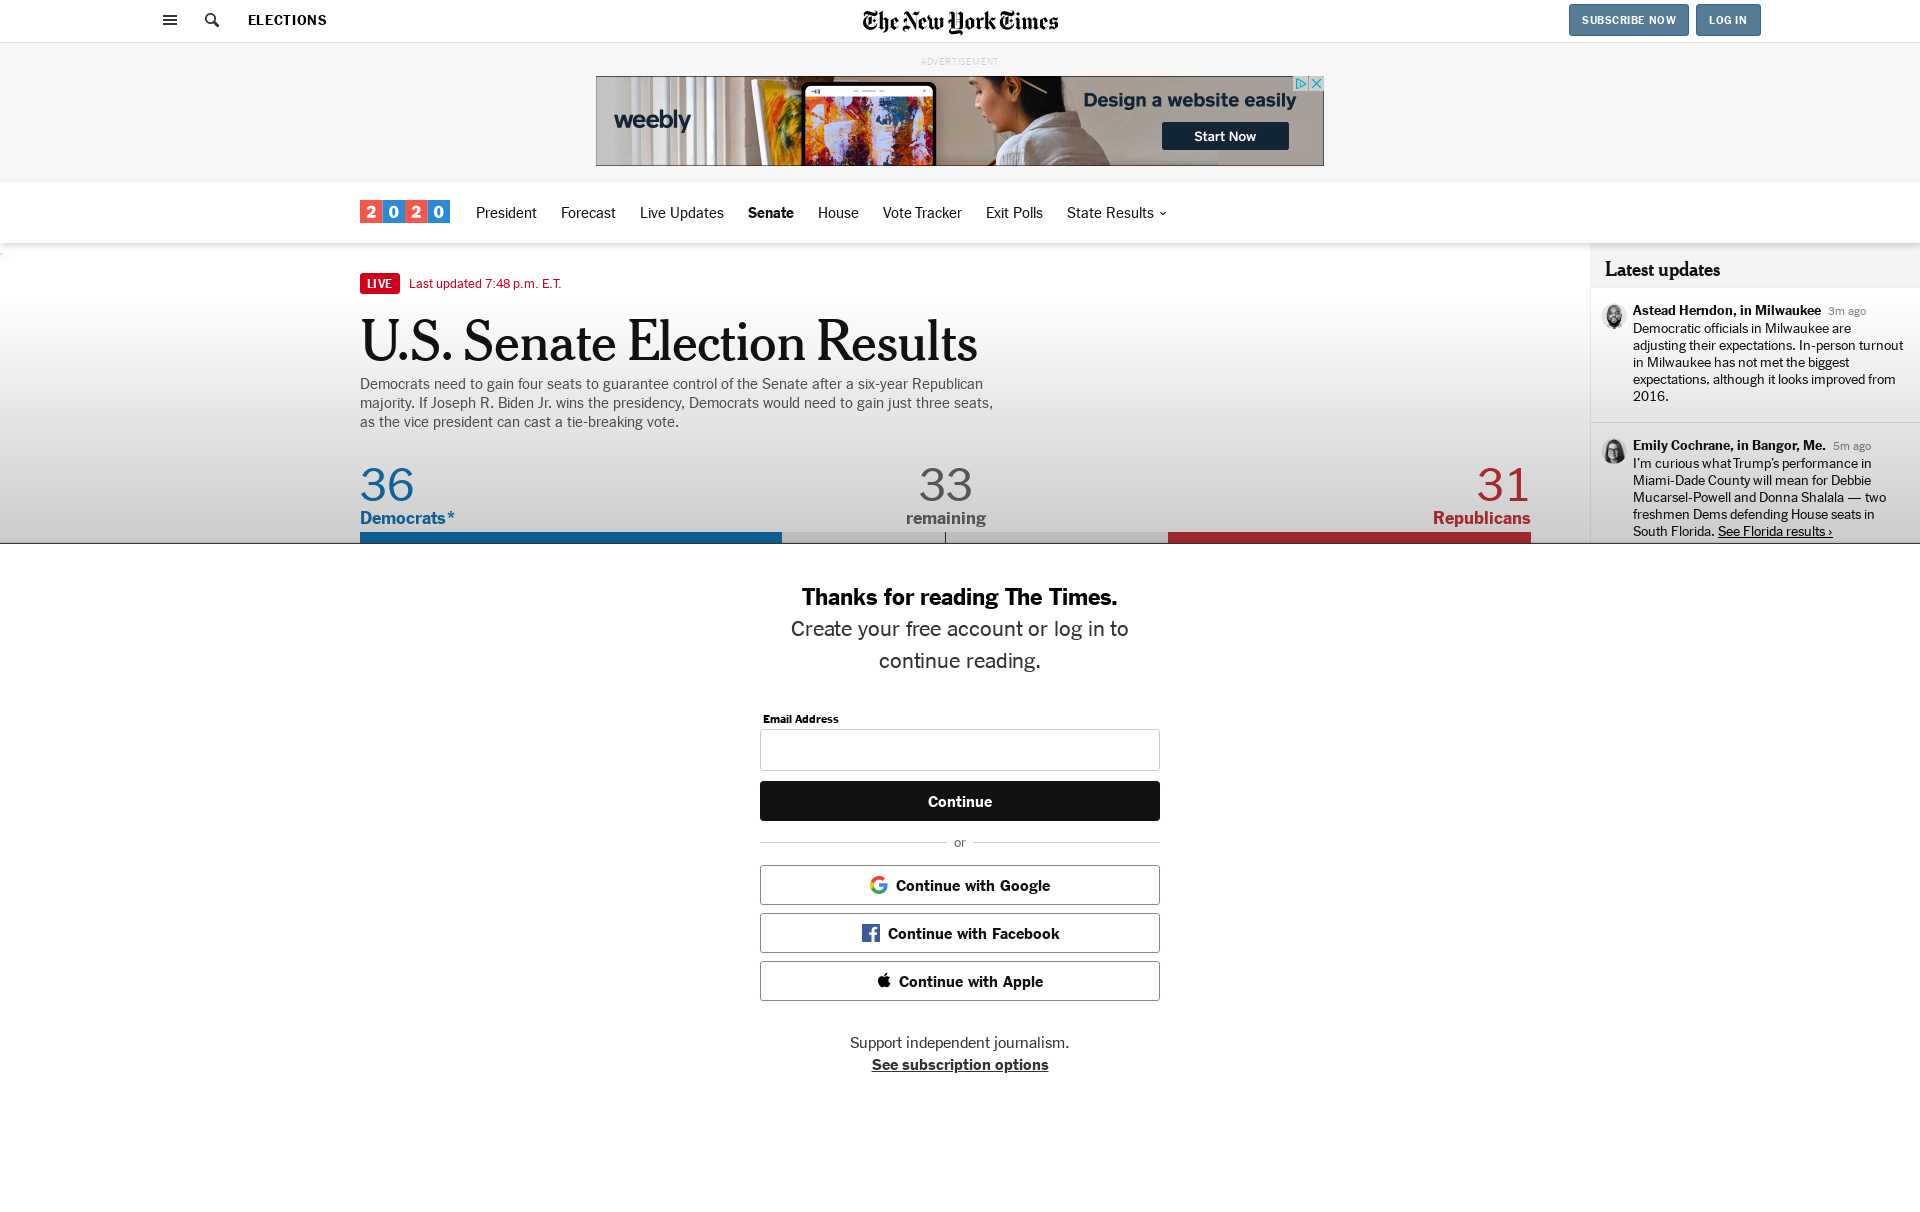 ELECTIONS
The New York Times
SUBSCRIBE NOW
LOG IN
ADVERTISEMENT
weebly
Design a website easily
Start Now
2020
President
Forecast
Live Updates
Senate
House
Vote Tracker
Exit Polls
State Results
LIVE
Last updated 7:48 p.m. E.T.
U.S. Senate Election Results
Democrats need to gain four seats to guarantee control of the Senate after a six-year Republican
majority. If Joseph R. Biden Jr. wins the presidency, Democrats would need to gain just three seats,
as the vice president can cast a tie-breaking vote.
36
Democrats*
33
remaining
31
Republicans
Latest updates
Astead Herndon, in Milwaukee 3m ago
Democratic officials in Milwaukee are
adjusting their expectations. In-person turnout
in Milwaukee has not met the biggest
expectations, although it looks improved from
2016.
Emily Cochrane, in Bangor, Me. 5m ago
I’m curious what Trump’s performance in
Miami-Dade County will mean for Debbie
Mucarsel-Powell and Donna Shalala — two
freshmen Dems defending House seats in
South Florida. See Florida results ›
Thanks for reading The Times.
Create your free account or log in to
continue reading.
Email Address
Continue
or
Continue with Google
Continue with Facebook
Continue with Apple
Support independent journalism.
See subscription options